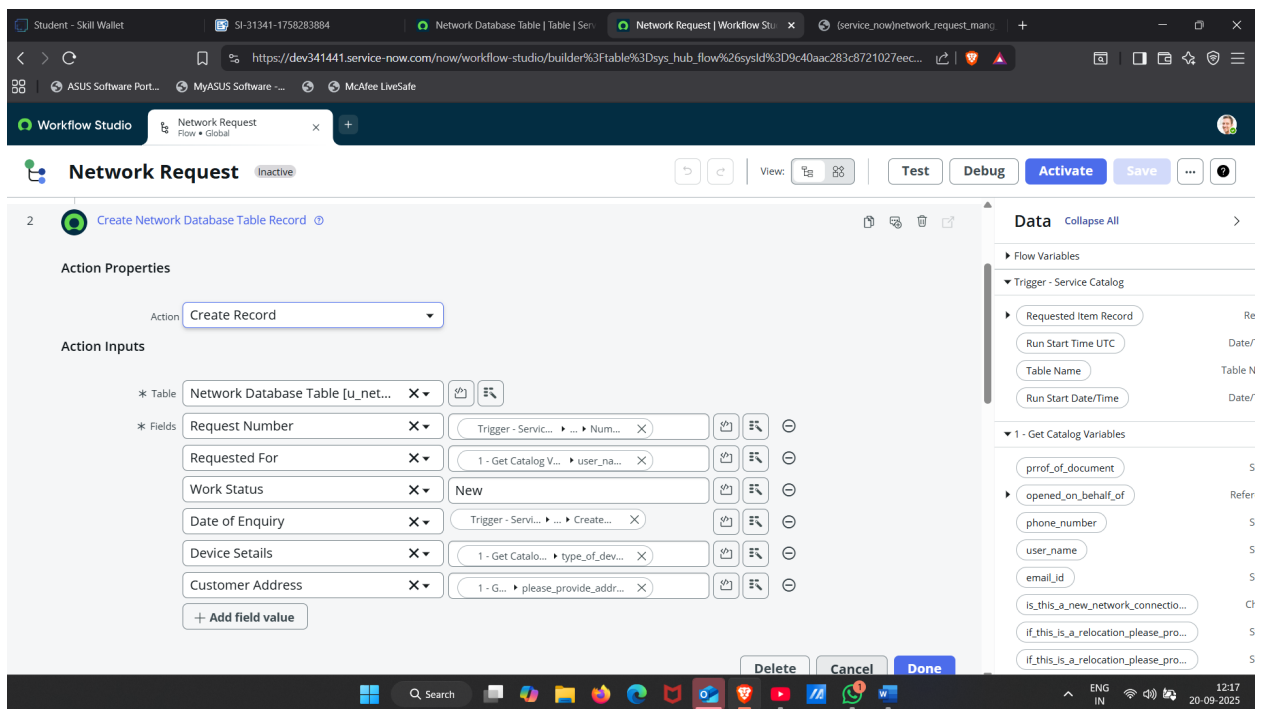 Student - Skill Wallet
SI-31341-1758283884
Network Database Table | Table | Serv
Network Request | Workflow Stu
(service_now)network_request_mang
https://dev341441.service-now.com/now/workflow-studio/builder%3Ftable%3Dsys_hub_flow%26sysId%3D9c40aac283c8721027eec...
ASUS Software Port...
MyASUS Software -...
McAfee LiveSafe
Workflow Studio
Network Request
Flow • Global
Network Request
Inactive
View:
Test
Debug
Activate
Save
2
Create Network Database Table Record
Action Properties
Action
Create Record
Action Inputs
* Table
Network Database Table [u_net...
* Fields
Request Number
Trigger - Servic... ▸ ... ▸ Num...
Requested For
1 - Get Catalog V... ▸ user_na...
Work Status
New
Date of Enquiry
Trigger - Servi... ▸ ... ▸ Create...
Device Setails
1 - Get Catalo... ▸ type_of_dev...
Customer Address
1 - G... ▸ please_provide_addr...
+ Add field value
Delete
Cancel
Done
Data
Collapse All
Flow Variables
Trigger - Service Catalog
Requested Item Record
Re
Run Start Time UTC
Date/
Table Name
Table N
Run Start Date/Time
Date/
1 - Get Catalog Variables
prrof_of_document
S
opened_on_behalf_of
Refer
phone_number
S
user_name
S
email_id
S
is_this_a_new_network_connectio...
Ch
if_this_is_a_relocation_please_pro...
S
if_this_is_a_relocation_please_pro...
S
Search
1
ENG
IN
12:17
20-09-2025